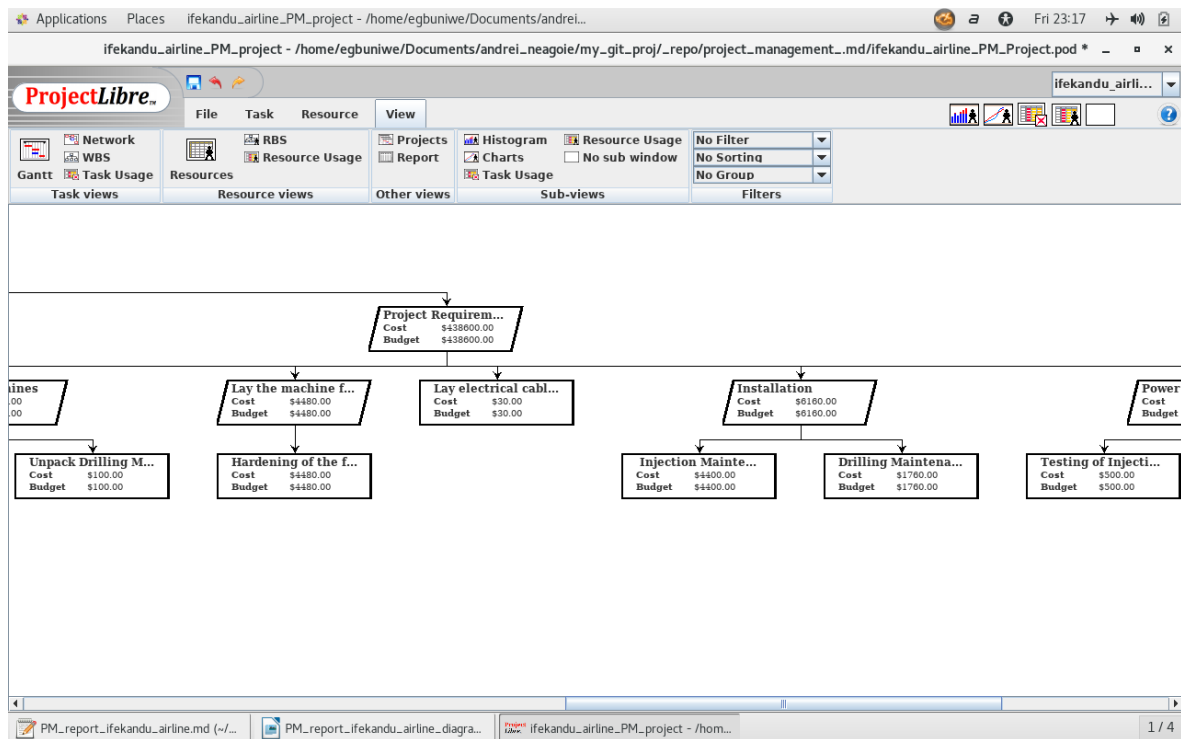 Applications Places ifekandu_airline_PM_project - /home/egbuniwe/Documents/andrei... a Fri 23:17
ifekandu_airline_PM_project - /home/egbuniwe/Documents/andrei_neagoie/my_git_proj/_repo/project_management_.md/ifekandu_airline_PM_Project.pod *
ProjectLibre™
ifekandu_airli...
File Task Resource View
Network RBS Projects Histogram Resource Usage No Filter
WBS Resource Usage Report Charts No sub window No Sorting
Gantt Task Usage Resources Task Usage No Group
Task views Resource views Other views Sub-views Filters
Project Requirem...
Cost $438600.00
Budget $438600.00
ines
.00
.00
Lay the machine f...
Cost $4480.00
Budget $4480.00
Lay electrical cabl...
Cost $30.00
Budget $30.00
Installation
Cost $6160.00
Budget $6160.00
Power
Cost
Budget
Unpack Drilling M...
Cost $100.00
Budget $100.00
Hardening of the f...
Cost $4480.00
Budget $4480.00
Injection Mainte...
Cost $4400.00
Budget $4400.00
Drilling Maintena...
Cost $1760.00
Budget $1760.00
Testing of Injecti...
Cost $500.00
Budget $500.00
PM_report_ifekandu_airline.md (~/... PM_report_ifekandu_airline_diagra... ProjectLibre ifekandu_airline_PM_project - /hom... 1 / 4